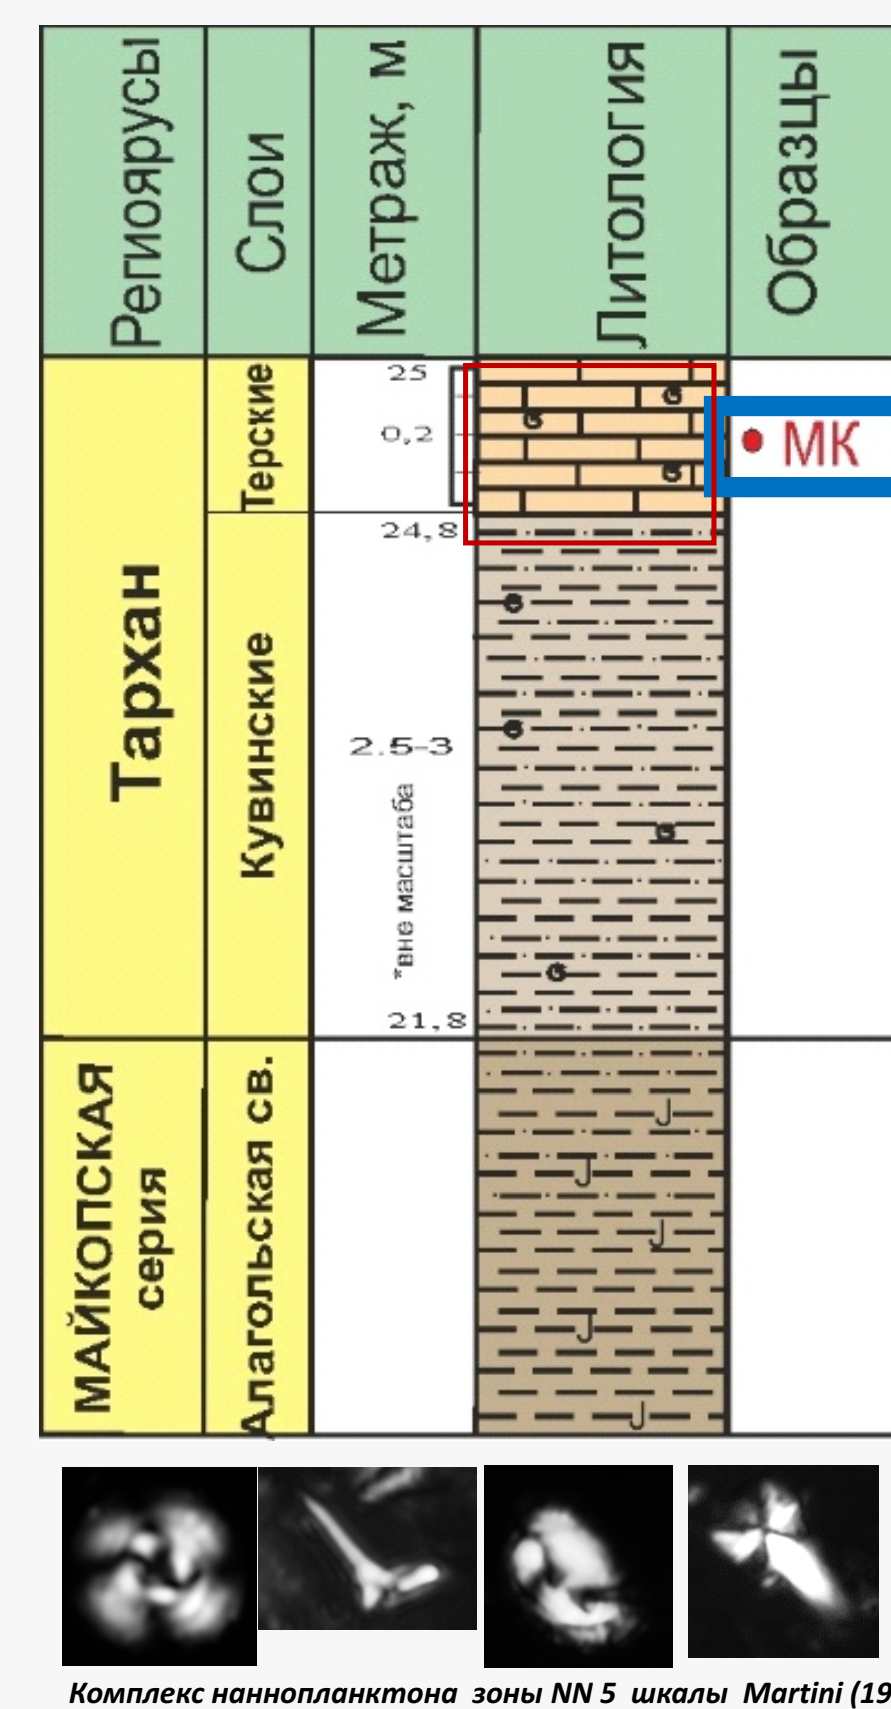 Региоярусы
Слои
Метраж, м
Литология
Образцы
Тархан
Терские
25
0,2
24,8
МК
Кувинские
2.5-3
*вне масштаба
21,8
МАЙКОПСКАЯ
серия
Алагольская св.
Комплекс наннопланктона зоны NN 5 шкалы Martini (19